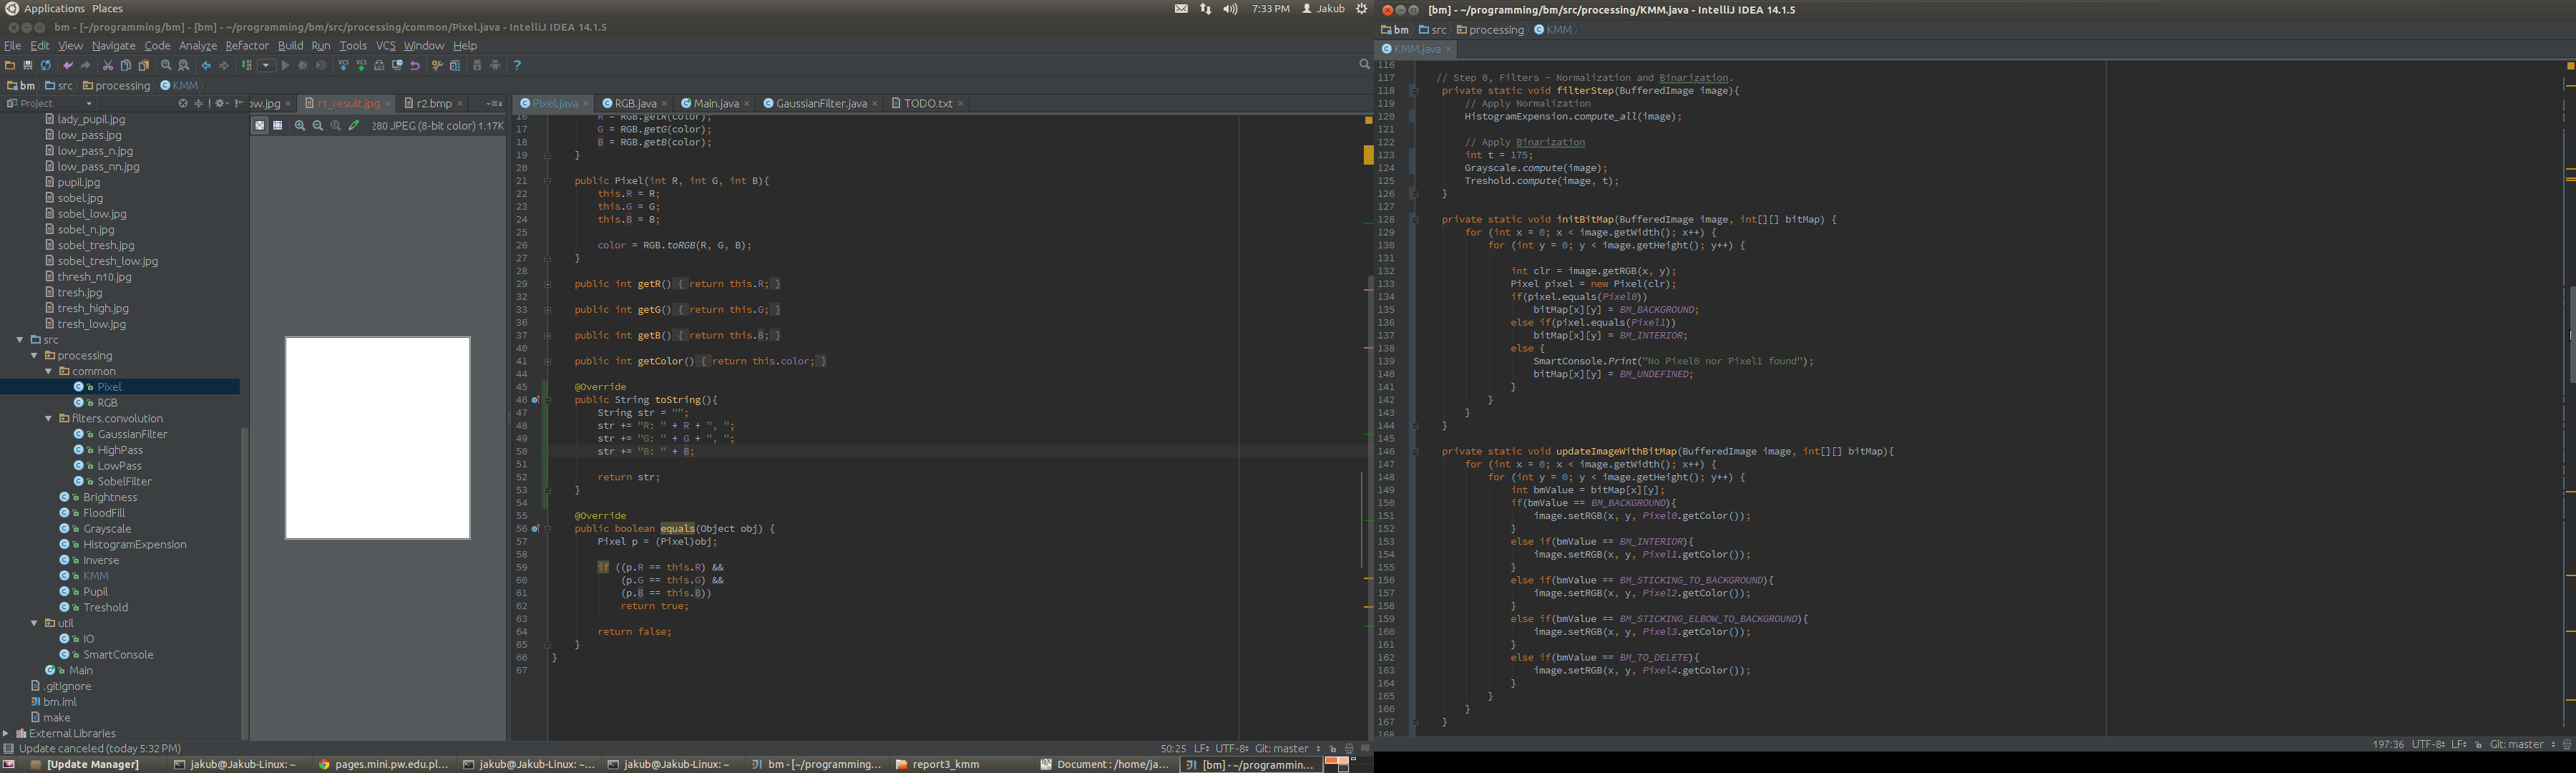 Applications Places
7:33 PM Jakub
bm - [~/programming/bm] - [bm] - ~/programming/bm/src/processing/common/Pixel.java - IntelliJ IDEA 14.1.5
File Edit View Navigate Code Analyze Refactor Build Run Tools VCS Window Help
bm src processing KMM
Project
ow.jpg r1_result.jpg r2.bmp
280 JPEG (8-bit color) 1.17K
lady_pupil.jpg
low_pass.jpg
low_pass_n.jpg
low_pass_nn.jpg
pupil.jpg
sobel.jpg
sobel_low.jpg
sobel_n.jpg
sobel_tresh.jpg
sobel_tresh_low.jpg
thresh_n10.jpg
tresh.jpg
tresh_high.jpg
tresh_low.jpg
src
processing
common
Pixel
RGB
filters.convolution
GaussianFilter
HighPass
LowPass
SobelFilter
Brightness
FloodFill
Grayscale
HistogramExpension
Inverse
KMM
Pupil
Treshold
util
IO
SmartConsole
Main
.gitignore
bm.iml
make
External Libraries
Pixel.java RGB.java Main.java GaussianFilter.java TODO.txt
16 R = RGB.getR(color);
17 G = RGB.getG(color);
18 B = RGB.getB(color);
19 }
20
21 public Pixel(int R, int G, int B){
22 this.R = R;
23 this.G = G;
24 this.B = B;
25
26 color = RGB.toRGB(R, G, B);
27 }
28
29 public int getR() { return this.R; }
32
33 public int getG() { return this.G; }
36
37 public int getB() { return this.B; }
40
41 public int getColor() { return this.color; }
44
45 @Override
46 public String toString(){
47 String str = "";
48 str += "R: " + R + ", ";
49 str += "G: " + G + ", ";
50 str += "B: " + B;
51
52 return str;
53 }
54
55 @Override
56 public boolean equals(Object obj) {
57 Pixel p = (Pixel)obj;
58
59 if ((p.R == this.R) &&
60 (p.G == this.G) &&
61 (p.B == this.B))
62 return true;
63
64 return false;
65 }
66 }
67
Update canceled (today 5:32 PM)
50:25 LF UTF-8 Git: master
[Update Manager] jakub@Jakub-Linux: ~ pages.mini.pw.edu.pl... jakub@Jakub-Linux: ~... jakub@Jakub-Linux: ~ bm - [~/programming... report3_kmm Document : /home/ja... [bm] - ~/programmin...
[bm] - ~/programming/bm/src/processing/KMM.java - IntelliJ IDEA 14.1.5
bm src processing KMM
KMM.java
116
117 // Step 0, Filters - Normalization and Binarization.
118 private static void filterStep(BufferedImage image){
119 // Apply Normalization
120 HistogramExpension.compute_all(image);
121
122 // Apply Binarization
123 int t = 175;
124 Grayscale.compute(image);
125 Treshold.compute(image, t);
126 }
127
128 private static void initBitMap(BufferedImage image, int[][] bitMap) {
129 for (int x = 0; x < image.getWidth(); x++) {
130 for (int y = 0; y < image.getHeight(); y++) {
131
132 int clr = image.getRGB(x, y);
133 Pixel pixel = new Pixel(clr);
134 if(pixel.equals(Pixel0))
135 bitMap[x][y] = BM_BACKGROUND;
136 else if(pixel.equals(Pixel1))
137 bitMap[x][y] = BM_INTERIOR;
138 else {
139 SmartConsole.Print("No Pixel0 nor Pixel1 found");
140 bitMap[x][y] = BM_UNDEFINED;
141 }
142 }
143 }
144 }
145
146 private static void updateImageWithBitMap(BufferedImage image, int[][] bitMap){
147 for (int x = 0; x < image.getWidth(); x++) {
148 for (int y = 0; y < image.getHeight(); y++) {
149 int bmValue = bitMap[x][y];
150 if(bmValue == BM_BACKGROUND){
151 image.setRGB(x, y, Pixel0.getColor());
152 }
153 else if(bmValue == BM_INTERIOR){
154 image.setRGB(x, y, Pixel1.getColor());
155 }
156 else if(bmValue == BM_STICKING_TO_BACKGROUND){
157 image.setRGB(x, y, Pixel2.getColor());
158 }
159 else if(bmValue == BM_STICKING_ELBOW_TO_BACKGROUND){
160 image.setRGB(x, y, Pixel3.getColor());
161 }
162 else if(bmValue == BM_TO_DELETE){
163 image.setRGB(x, y, Pixel4.getColor());
164 }
165 }
166 }
167 }
168
197:36 UTF-8 LF Git: master